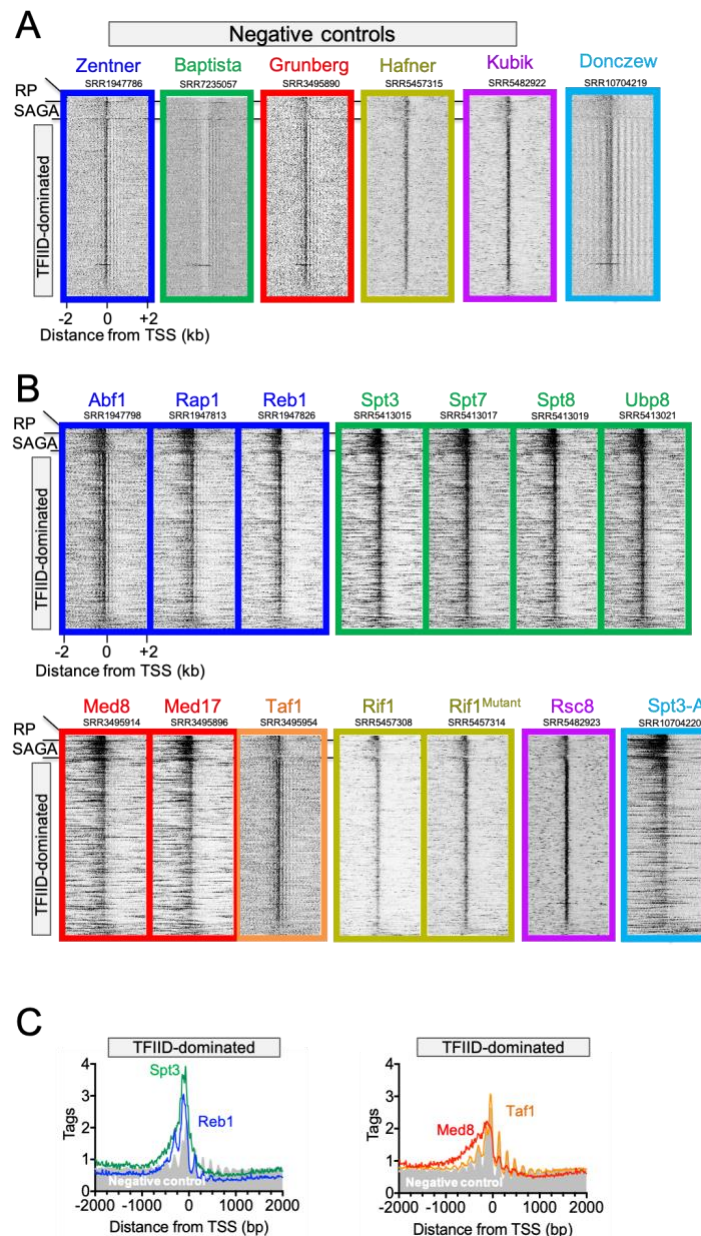 A
Negative controls
Zentner Baptista Grunberg Hafner Kubik Donczew
SRR1947786 SRR7235057 SRR3495890 SRR5457315 SRR5482922 SRR10704219
RP
SAGA
TFIID-dominated
-2 0 +2
Distance from TSS (kb)
B
Abf1 Rap1 Reb1 Spt3 Spt7 Spt8 Ubp8
SRR1947798 SRR1947813 SRR1947826 SRR5413015 SRR5413017 SRR5413019 SRR5413021
RP
SAGA
TFIID-dominated
-2 0 +2
Distance from TSS (kb)
Med8 Med17 Taf1 Rif1 Rif1Mutant Rsc8 Spt3-A
SRR3495914 SRR3495896 SRR3495954 SRR5457308 SRR5457314 SRR5482923 SRR10704220
RP
SAGA
TFIID-dominated
C
TFIID-dominated
4
3
2
1
0
Tags
Spt3
Reb1
Negative control
-2000 -1000 0 1000 2000
Distance from TSS (bp)
TFIID-dominated
4
3
2
1
0
Tags
Med8
Taf1
Negative control
-2000 -1000 0 1000 2000
Distance from TSS (bp)